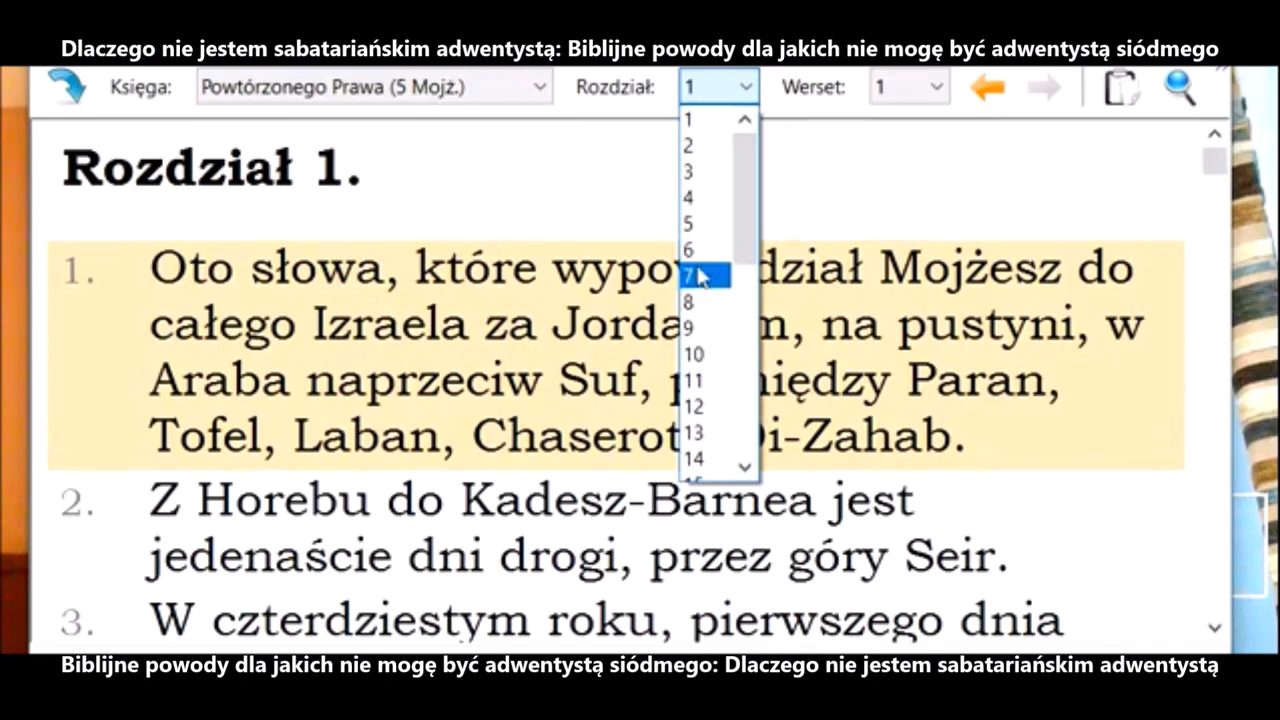 Dlaczego nie jestem sabatariańskim adwentystą: Biblijne powody dla jakich nie mogę być adwentystą siódmego
Księga: Powtórzonego Prawa (5 Mojż.) Rozdział: 1 Werset: 1
1
2
3
4
5
6
7
8
9
10
11
12
13
14
Rozdział 1.
1. Oto słowa, które wypo dział Mojżesz do
całego Izraela za Jorda m, na pustyni, w
Araba naprzeciw Suf, p między Paran,
Tofel, Laban, Chaserot i-Zahab.
2. Z Horebu do Kadesz-Barnea jest
jedenaście dni drogi, przez góry Seir.
3. W czterdziestym roku, pierwszego dnia
Biblijne powody dla jakich nie mogę być adwentystą siódmego: Dlaczego nie jestem sabatariańskim adwentystą